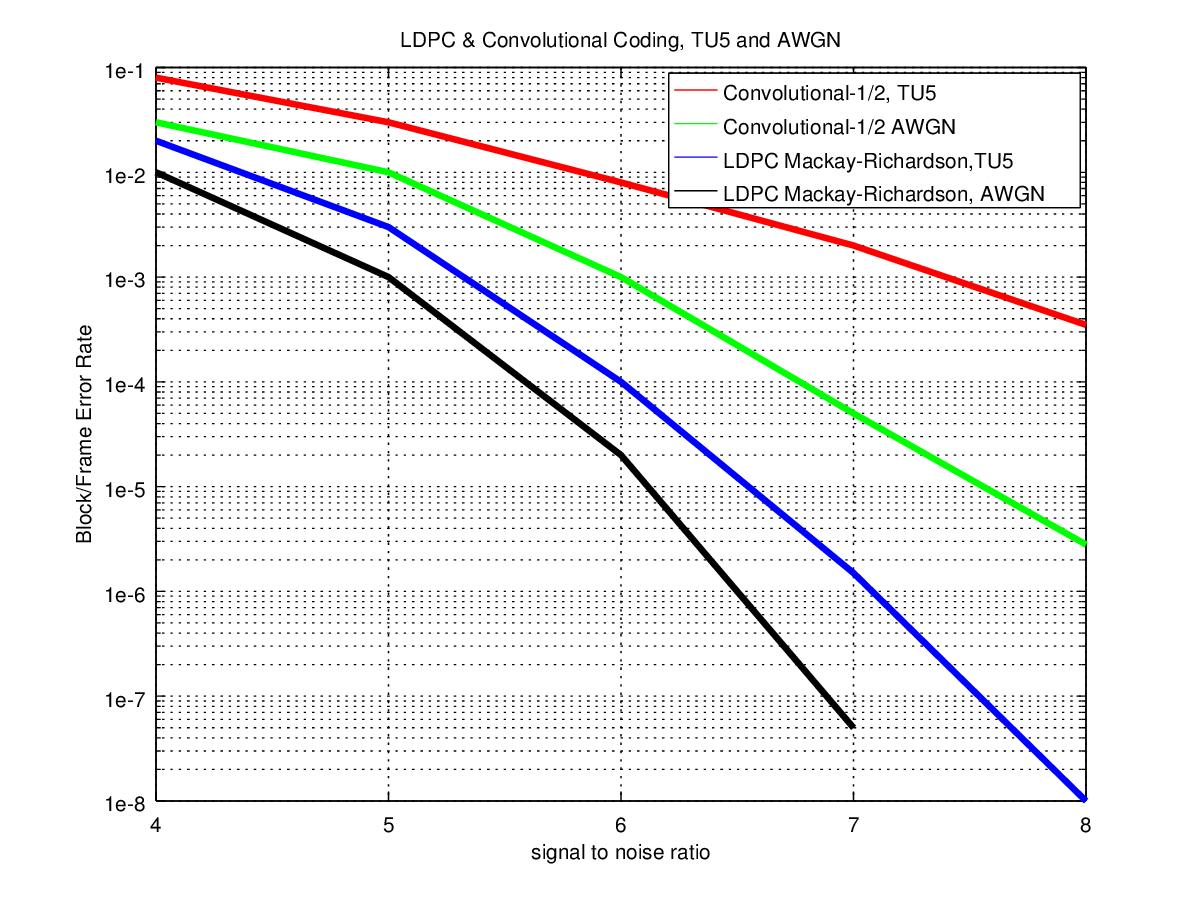 LDPC & Convolutional Coding, TU5 and AWGN
1e-1
1e-2
1e-3
1e-4
1e-5
1e-6
1e-7
1e-8
Block/Frame Error Rate
Convolutional-1/2, TU5
Convolutional-1/2 AWGN
LDPC Mackay-Richardson,TU5
LDPC Mackay-Richardson, AWGN
4 5 6 7 8
signal to noise ratio